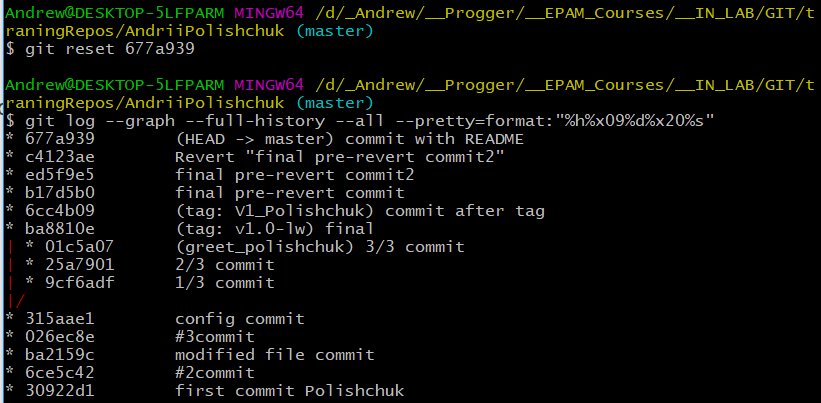 Andrew@DESKTOP-5LFPARM MINGW64 /d/_Andrew/__Progger/__EPAM_Courses/__IN_LAB/GIT/t
raningRepos/AndriiPolishchuk (master)
$ git reset 677a939
Andrew@DESKTOP-5LFPARM MINGW64 /d/_Andrew/__Progger/__EPAM_Courses/__IN_LAB/GIT/t
raningRepos/AndriiPolishchuk (master)
$ git log --graph --full-history --all --pretty=format:"%h%x09%d%x20%s"
* 677a939 (HEAD -> master) commit with README
* c4123ae Revert "final pre-revert commit2"
* ed5f9e5 final pre-revert commit2
* b17d5b0 final pre-revert commit
* 6cc4b09 (tag: V1_Polishchuk) commit after tag
* ba8810e (tag: v1.0-lw) final
| * 01c5a07 (greet_polishchuk) 3/3 commit
| * 25a7901 2/3 commit
| * 9cf6adf 1/3 commit
|/
* 315aae1 config commit
* 026ec8e #3commit
* ba2159c modified file commit
* 6ce5c42 #2commit
* 30922d1 first commit Polishchuk